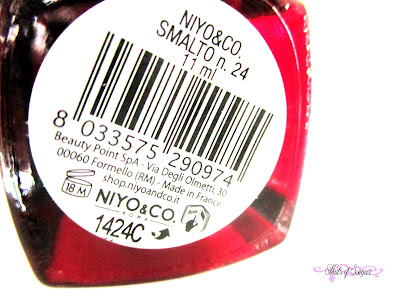 NIYO&CO.
SMALTO n. 24
11 ml
8 033575 290974
Beauty Point SpA - Via Degli Olmetti, 30
00060 Formello (RM) - Made in France
shop.niyoandco.it
18 M
NIYO&CO.
ROMA
1424C